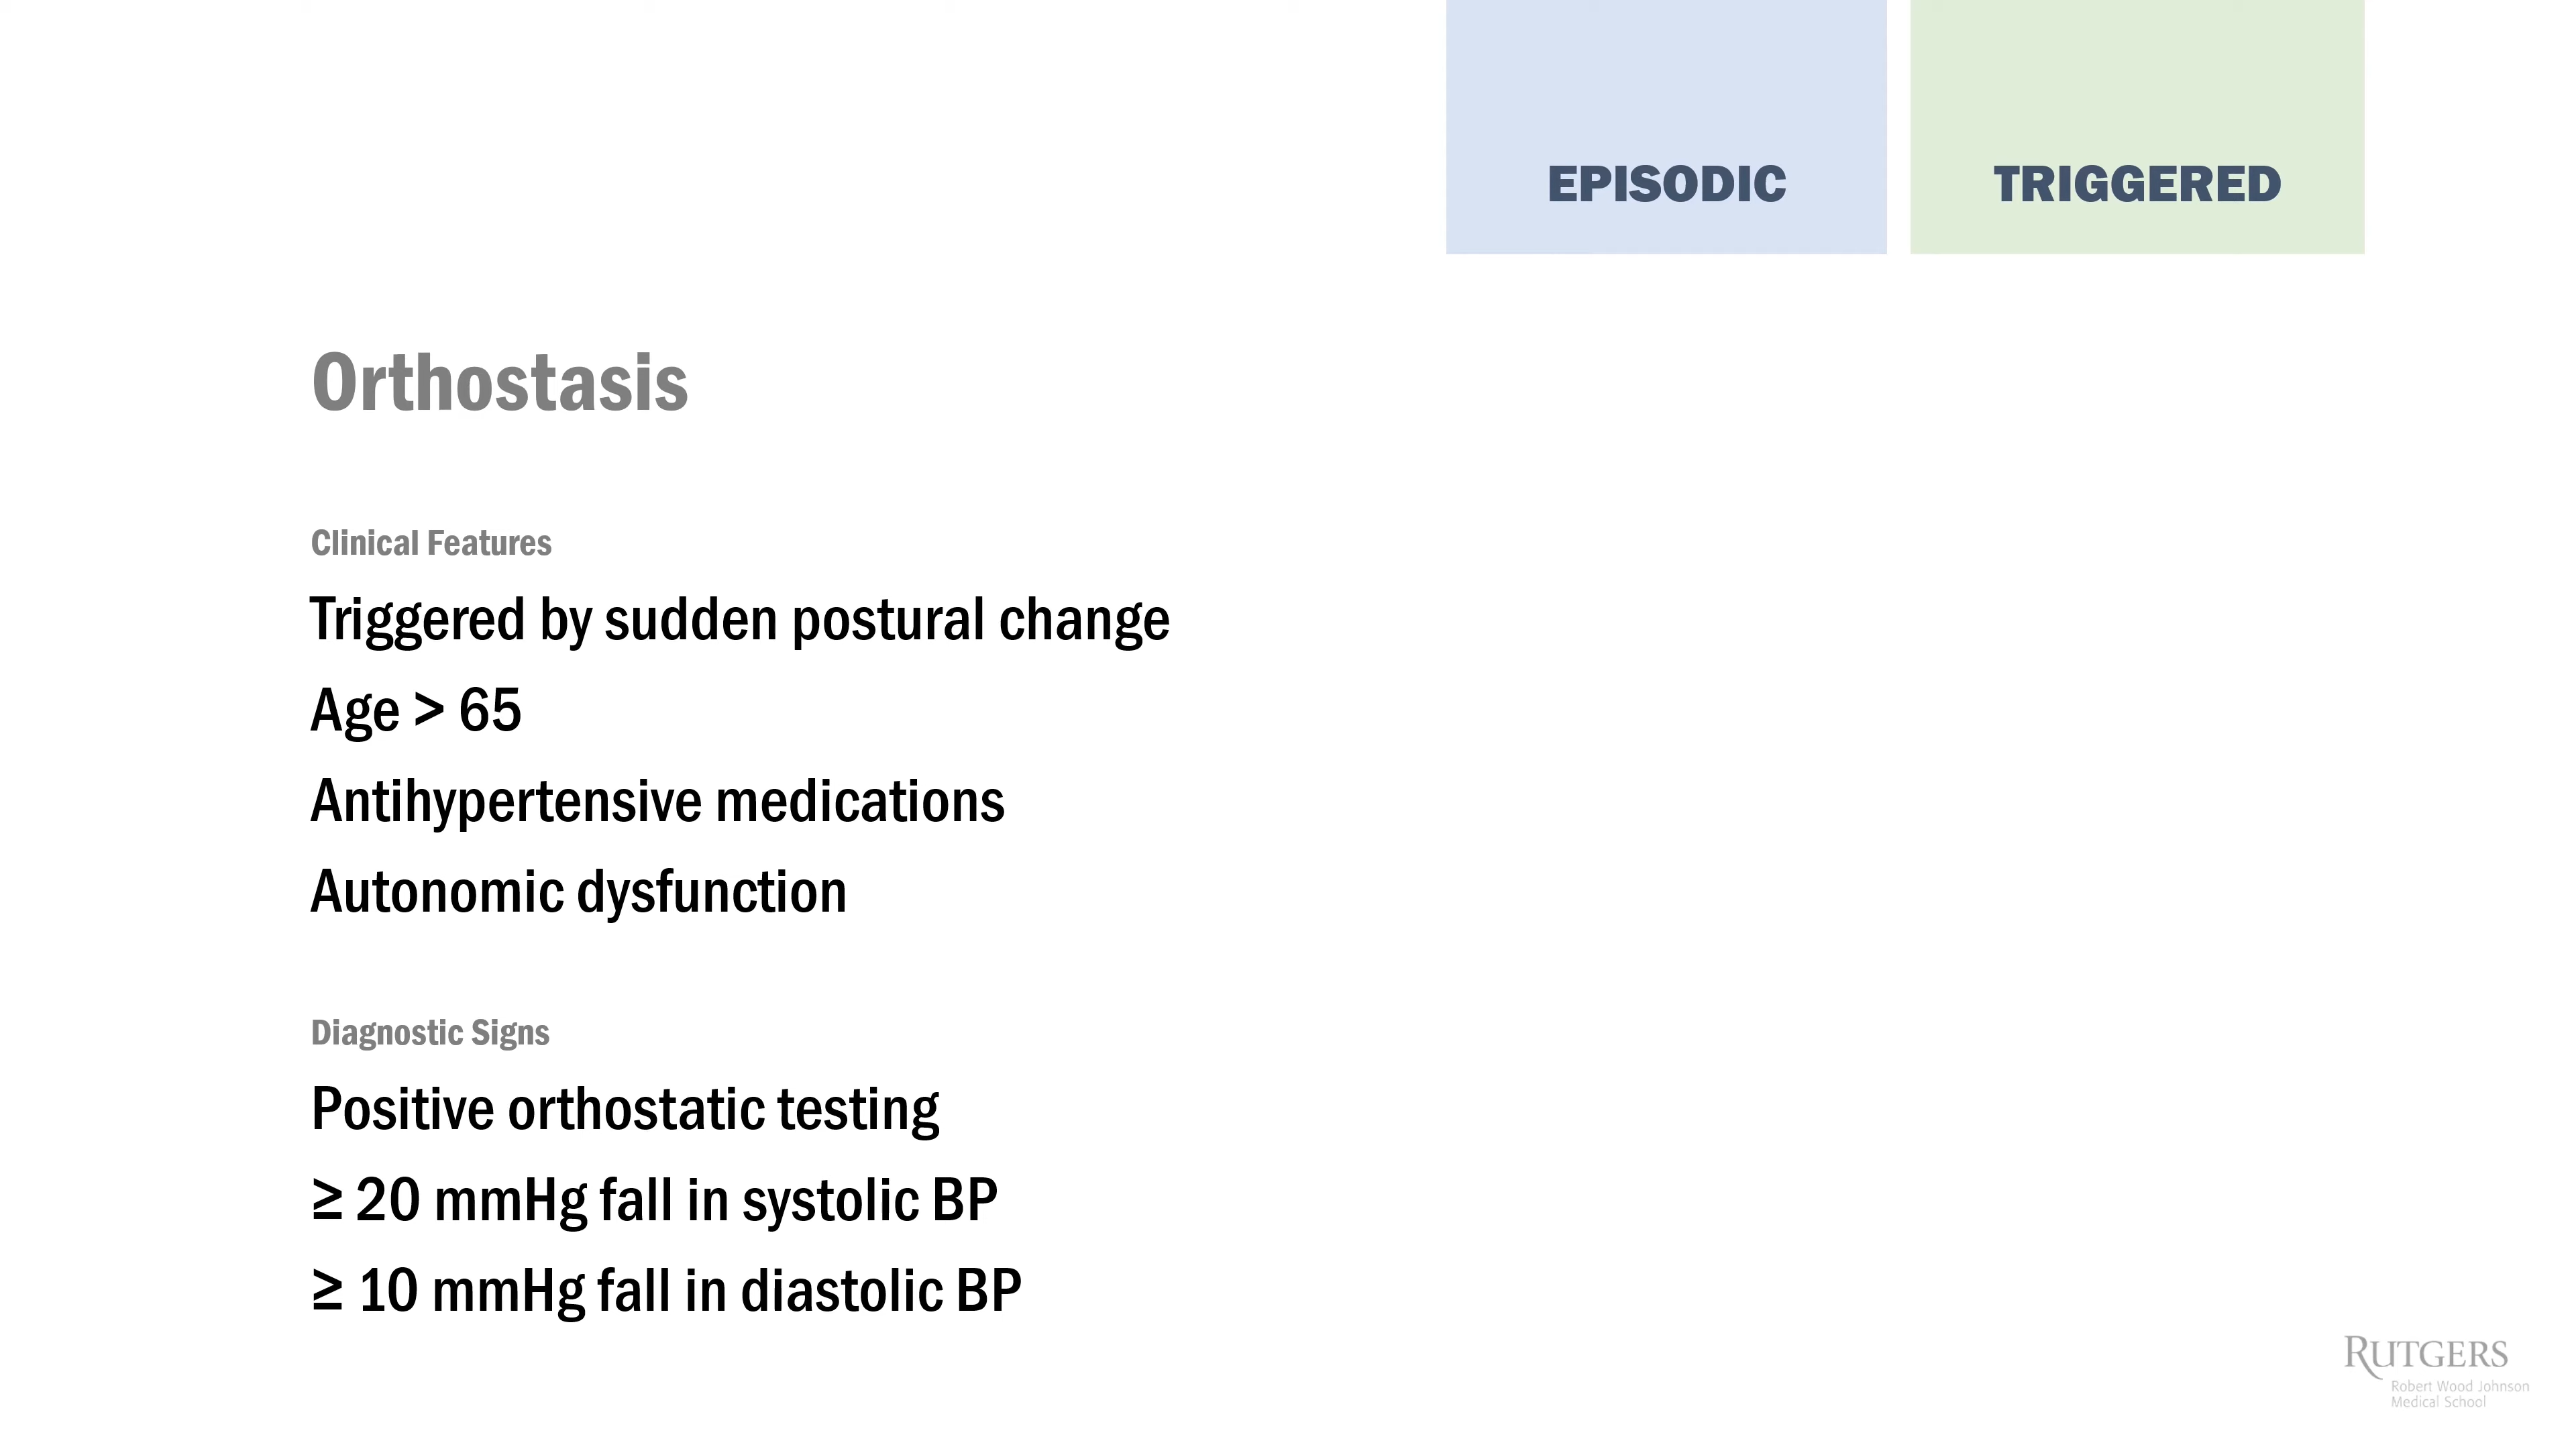 EPISODIC
TRIGGERED
Orthostasis
Clinical Features
Triggered by sudden postural change
Age > 65
Antihypertensive medications
Autonomic dysfunction
Diagnostic Signs
Positive orthostatic testing
≥ 20 mmHg fall in systolic BP
≥ 10 mmHg fall in diastolic BP
RUTGERS
Robert Wood Johnson
Medical School